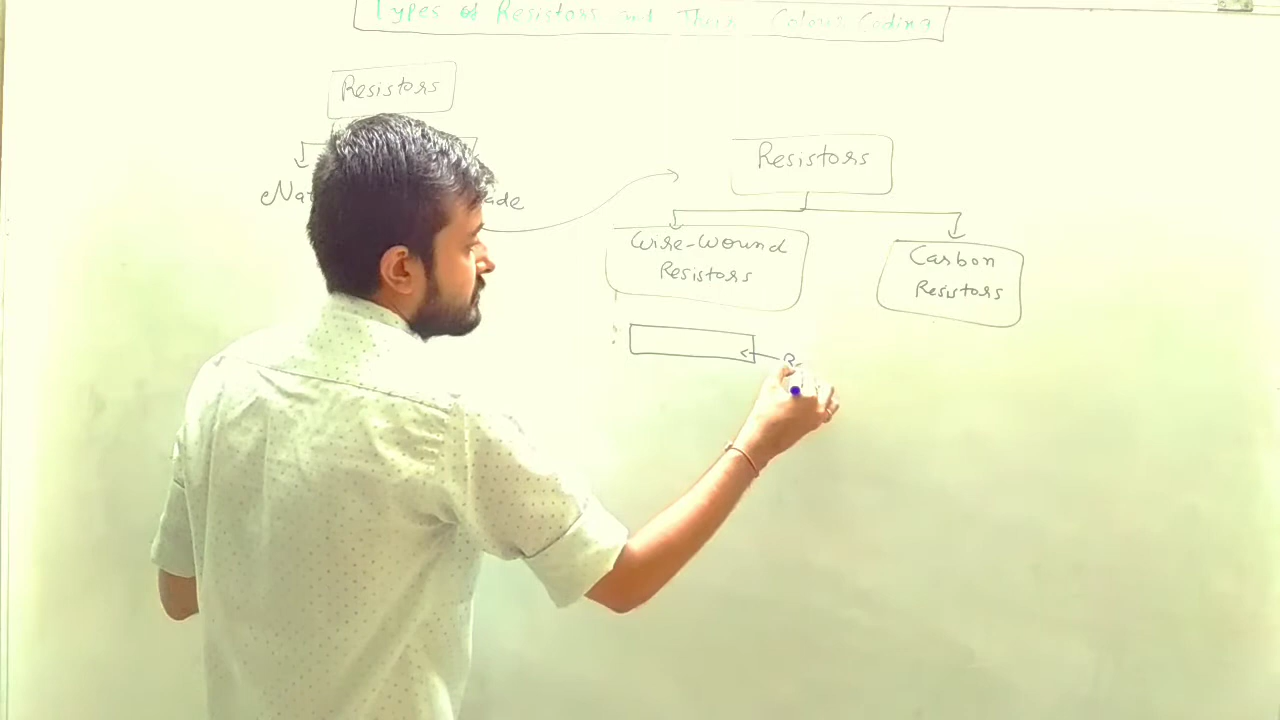 Types of Resistors and Their Colour Coding
Resistors
Resistors
Wire-Wound
Resistors
Carbon
Resistors